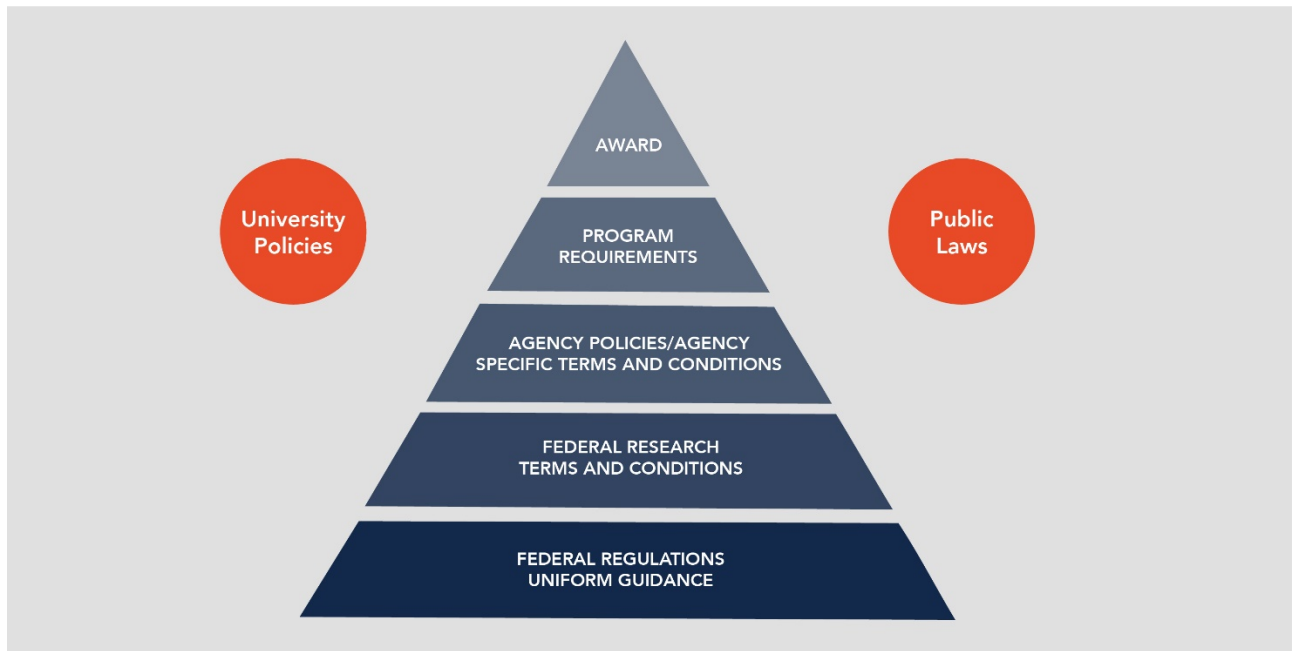 AWARD
University
Policies
Public
Laws
PROGRAM
REQUIREMENTS
AGENCY POLICIES/AGENCY
SPECIFIC TERMS AND CONDITIONS
FEDERAL RESEARCH
TERMS AND CONDITIONS
FEDERAL REGULATIONS
UNIFORM GUIDANCE